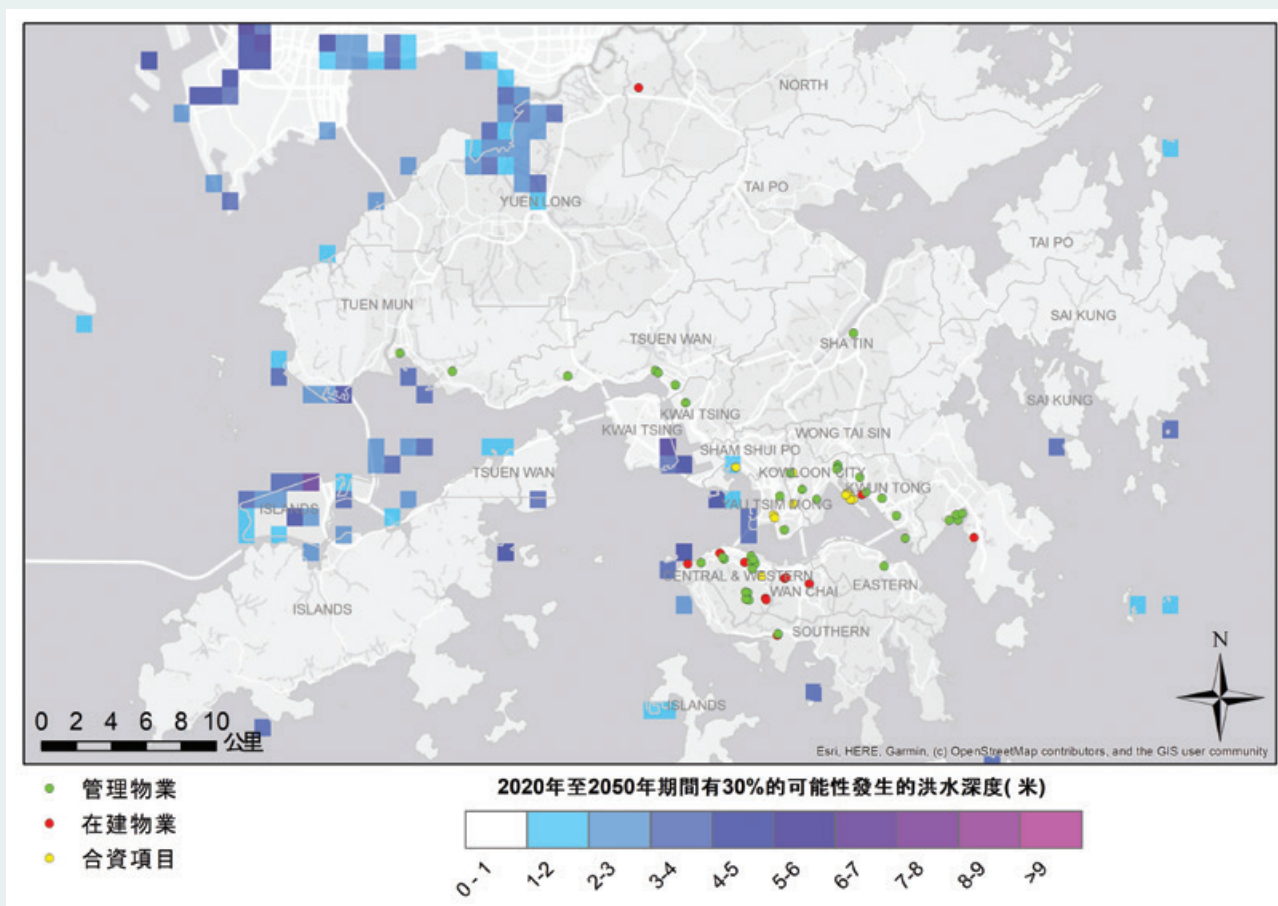 NORTH
TAI PO
YUEN LONG
TAI PO
TUEN MUN
SAI KUNG
TSUEN WAN
SHA TIN
SAI KUNG
KWAI TSING
KWAI TSING
WONG TAI SIN
SHAM SHUI PO
TSUEN WAN
KOWLOON CITY
KWUN TONG
YAU TSIM MONG
ISLANDS
CENTRAL & WESTERN
EASTERN
WAN CHAI
ISLANDS
SOUTHERN
N
ISLANDS
0 2 4 6 8 10
公里
Esri, HERE, Garmin, (c) OpenStreetMap contributors, and the GIS user community
管理物業
在建物業
合資項目
2020年至2050年期間有30%的可能性發生的洪水深度( 米)
0 - 1 1-2 2-3 3-4 4-5 5-6 6-7 7-8 8-9 >9